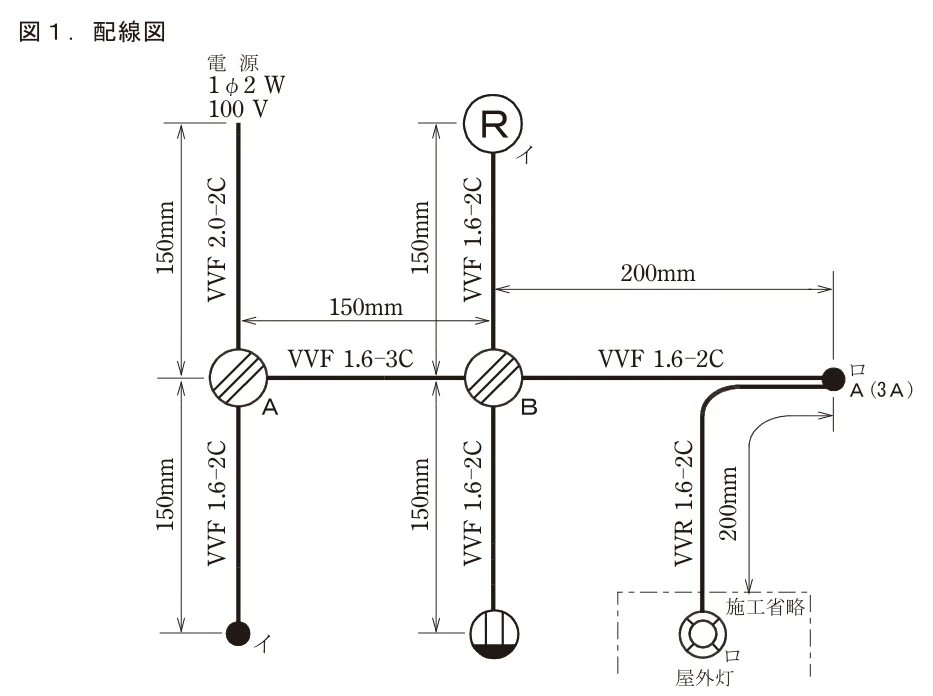 図1．配線図
電 源
1φ2 W
100 V
R
イ
150mm
VVF 2.0-2C
150mm
VVF 1.6-2C
200mm
150mm
VVF 1.6-3C
VVF 1.6-2C
A
B
ロ
A (3A)
150mm
VVF 1.6-2C
150mm
VVF 1.6-2C
VVR 1.6-2C
200mm
施工省略
イ
ロ
屋外灯